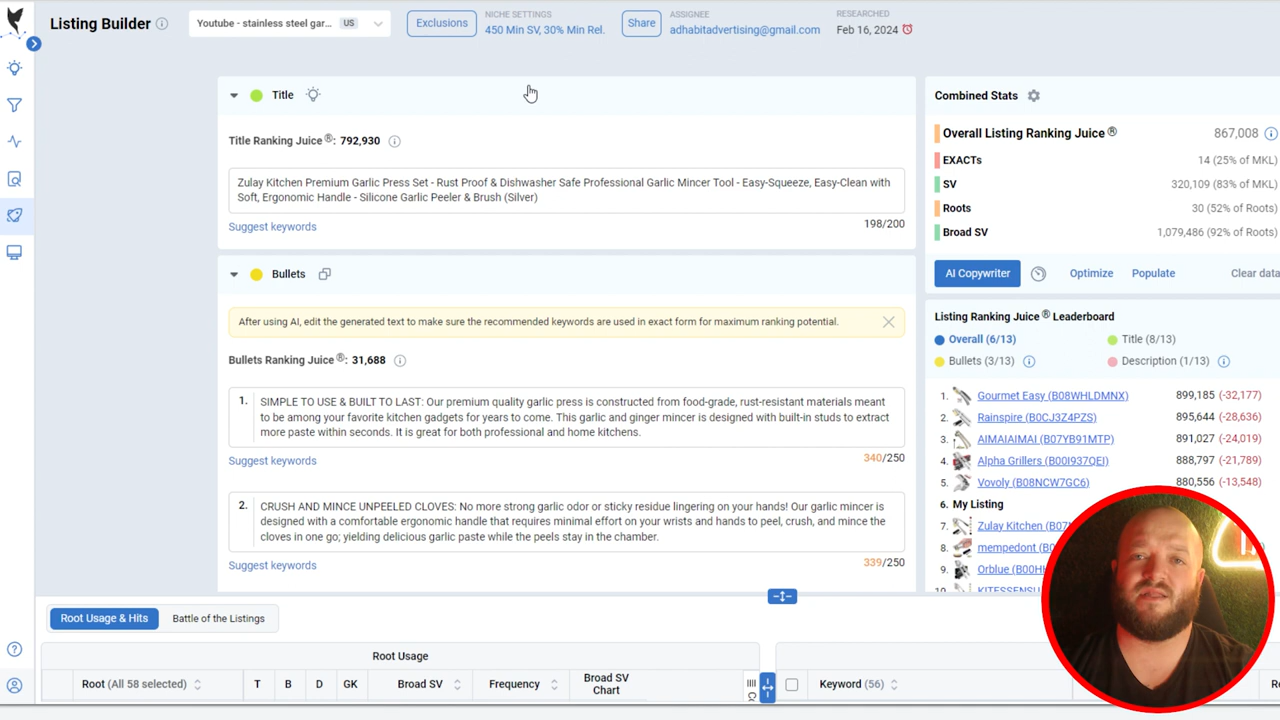 Listing Builder
Youtube - stainless steel gar... US
Exclusions
NICHE SETTINGS
450 Min SV, 30% Min Rel.
Share
ASSIGNEE
adhabitadvertising@gmail.com
RESEARCHED
Feb 16, 2024
Title
Title Ranking Juice®: 792,930
Zulay Kitchen Premium Garlic Press Set - Rust Proof & Dishwasher Safe Professional Garlic Mincer Tool - Easy-Squeeze, Easy-Clean with
Soft, Ergonomic Handle - Silicone Garlic Peeler & Brush (Silver)
Suggest keywords
198/200
Bullets
After using AI, edit the generated text to make sure the recommended keywords are used in exact form for maximum ranking potential.
Bullets Ranking Juice®: 31,688
1. SIMPLE TO USE & BUILT TO LAST: Our premium quality garlic press is constructed from food-grade, rust-resistant materials meant
to be among your favorite kitchen gadgets for years to come. This garlic and ginger mincer is designed with built-in studs to extract
more paste within seconds. It is great for both professional and home kitchens.
Suggest keywords
340/250
2. CRUSH AND MINCE UNPEELED CLOVES: No more strong garlic odor or sticky residue lingering on your hands! Our garlic mincer is
designed with a comfortable ergonomic handle that requires minimal effort on your wrists and hands to peel, crush, and mince the
cloves in one go; yielding delicious garlic paste while the peels stay in the chamber.
Suggest keywords
339/250
Combined Stats
Overall Listing Ranking Juice® 867,008
EXACTs 14 (25% of MKL)
SV 320,109 (83% of MKL)
Roots 30 (52% of Roots)
Broad SV 1,079,486 (92% of Roots)
AI Copywriter Optimize Populate Clear data
Listing Ranking Juice® Leaderboard
Overall (6/13) Title (8/13)
Bullets (3/13) Description (1/13)
1. Gourmet Easy (B08WHLDMNX) 899,185 (-32,177)
2. Rainspire (B0CJ3Z4PZS) 895,644 (-28,636)
3. AIMAIAIMAI (B07YB91MTP) 891,027 (-24,019)
4. Alpha Grillers (B00I937QEI) 888,797 (-21,789)
5. Vovoly (B08NCW7GC6) 880,556 (-13,548)
6. My Listing
7. Zulay Kitchen
8. mempedont
9. Orblue
Root Usage & Hits
Battle of the Listings
Root Usage
Root (All 58 selected) T B D GK Broad SV Frequency Broad SV
Chart
Keyword (56)